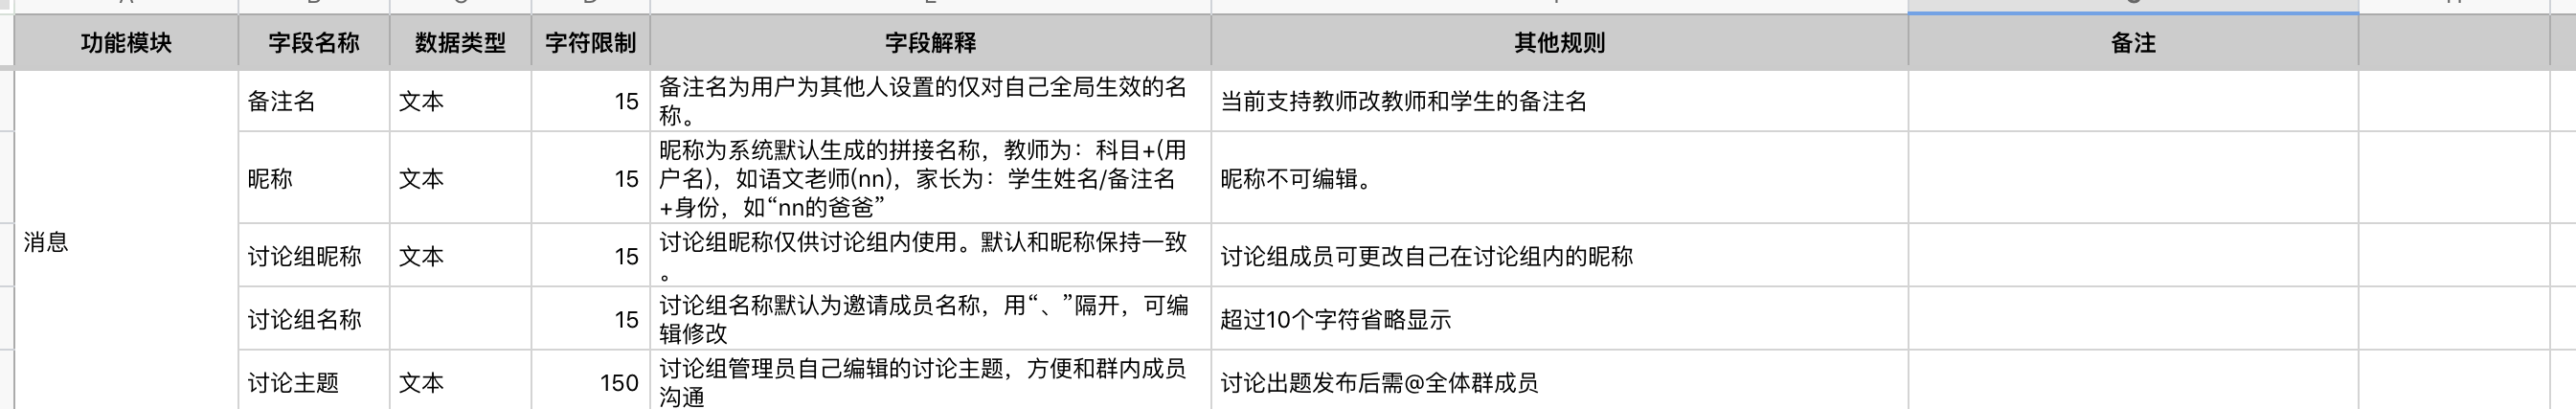 功能模块 字段名称 数据类型 字符限制 字段解释 其他规则 备注
备注名 文本 15 备注名为用户为其他人设置的仅对自己全局生效的名
称。 当前支持教师改教师和学生的备注名
昵称 文本 15 昵称为系统默认生成的拼接名称，教师为：科目+(用
户名)，如语文老师(nn)，家长为：学生姓名/备注名
+身份，如“nn的爸爸” 昵称不可编辑。
消息
讨论组昵称 文本 15 讨论组昵称仅供讨论组内使用。默认和昵称保持一致
。 讨论组成员可更改自己在讨论组内的昵称
讨论组名称 15 讨论组名称默认为邀请成员名称，用“、”隔开，可编
辑修改 超过10个字符省略显示
讨论主题 文本 150 讨论组管理员自己编辑的讨论主题，方便和群内成员
沟通 讨论出题发布后需@全体群成员